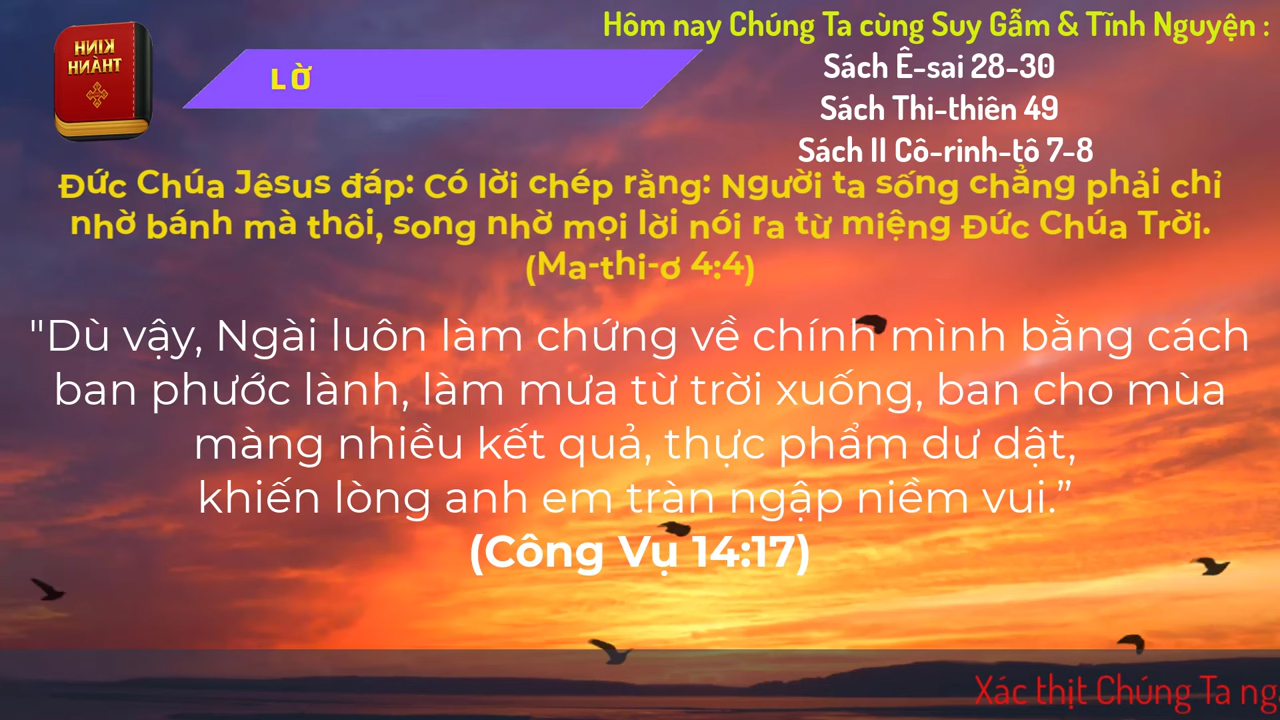 Hôm nay Chúng Ta cùng Suy Gẫm & Tĩnh Nguyện :
Sách Ê-sai 28-30
Sách Thi-thiên 49
Sách II Cô-rinh-tô 7-8
KINH
THÀNH
LỜ
Đức Chúa Jêsus đáp: Có lời chép rằng: Người ta sống chẳng phải chỉ
nhờ bánh mà thôi, song nhờ mọi lời nói ra từ miệng Đức Chúa Trời.
(Ma-thi-ơ 4:4)
"Dù vậy, Ngài luôn làm chứng về chính mình bằng cách
ban phước lành, làm mưa từ trời xuống, ban cho mùa
màng nhiều kết quả, thực phẩm dư dật,
khiến lòng anh em tràn ngập niềm vui.”
(Công Vụ 14:17)
Xác thịt Chúng Ta ng